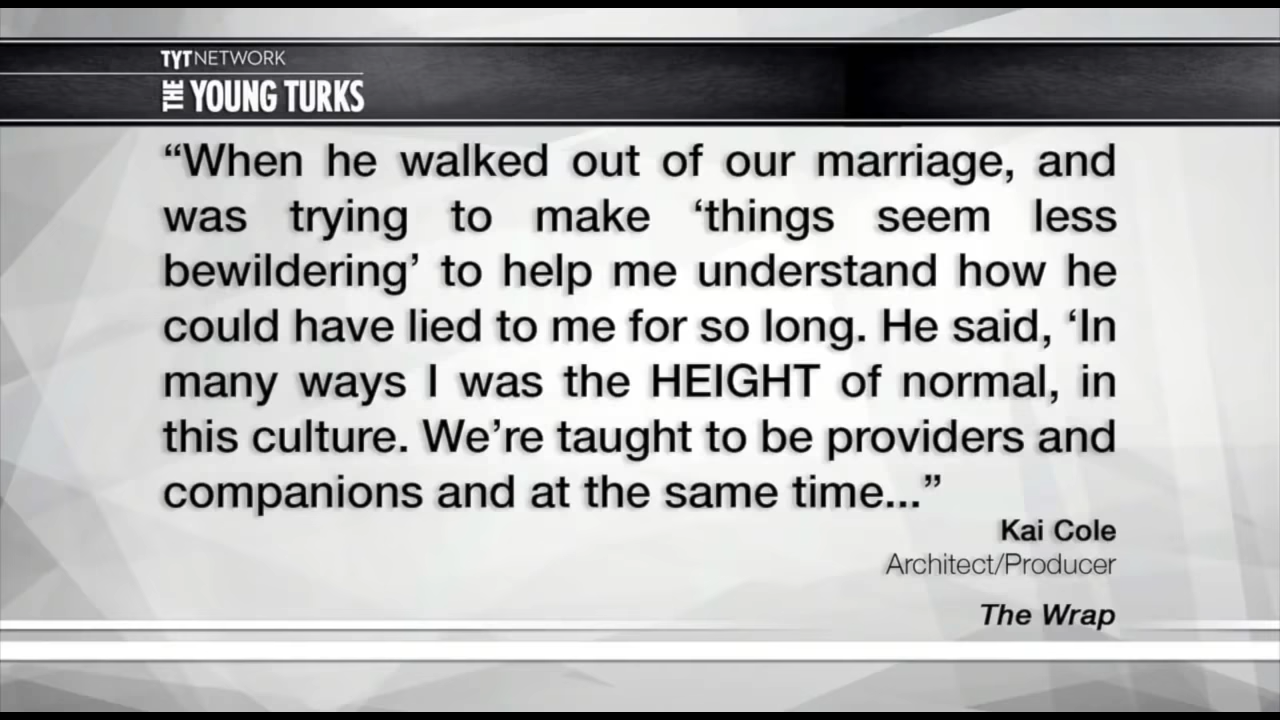 TYTNETWORK
THE YOUNG TURKS
“When he walked out of our marriage, and
was trying to make ‘things seem less
bewildering’ to help me understand how he
could have lied to me for so long. He said, ‘In
many ways I was the HEIGHT of normal, in
this culture. We’re taught to be providers and
companions and at the same time...”
Kai Cole
Architect/Producer
The Wrap